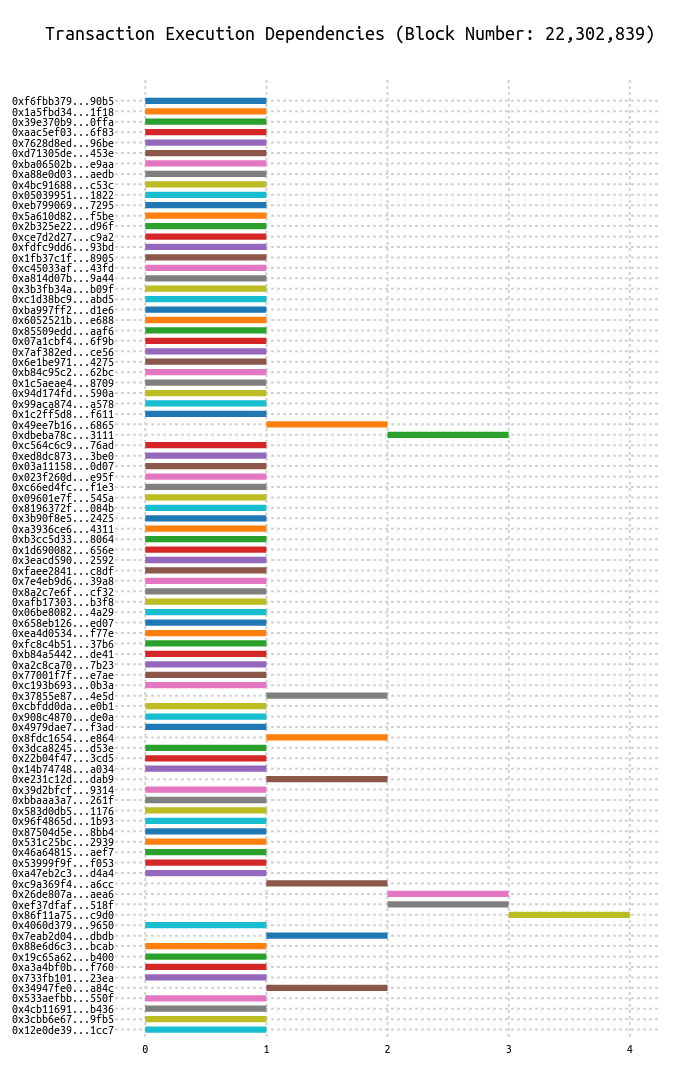 Transaction Execution Dependencies (Block Number: 22,302,839)
0xf6fbb379...90b5
0x1a5fbd34...1f18
0x39e370b9...0ffa
0xaac5ef03...6f83
0x7628d8ed...96be
0xd71305de...453e
0xba06502b...e9aa
0xa88e0d03...aedb
0x4bc91688...c53c
0x05039951...1822
0xeb799069...7295
0x5a610d82...f5be
0x2b325e22...d96f
0xce7d2d27...c9a2
0xfdfc9dd6...93bd
0x1fb37c1f...8905
0xc45033af...43fd
0xa814d07b...9a44
0x3b3fb34a...b09f
0xc1d38bc9...abd5
0xba997ff2...d1e6
0x6052521b...e688
0x85509edd...aaf6
0x07a1cbf4...6f9b
0x7af382ed...ce56
0x6e1be971...4275
0xb84c95c2...62bc
0x1c5aeae4...8709
0x94d174fd...590a
0x99aca874...a578
0x1c2ff5d8...f611
0x49ee7b16...6865
0xdbeba78c...3111
0xc564c6c9...76ad
0xed8dc873...3be0
0x03a11158...0d07
0x023f260d...e95f
0xc66ed4fc...f1e3
0x09601e7f...545a
0x8196372f...084b
0x3b90f8e5...2425
0xa3936ce6...4311
0xb3cc5d33...8064
0x1d690082...656e
0x3eacd590...2592
0xfaee2841...c8df
0x7e4eb9d6...39a8
0x8a2c7e6f...cf32
0xafb17303...b3f8
0x06be8082...4a29
0x658eb126...ed07
0xea4d0534...f77e
0xfc8c4b51...37b6
0xb84a5442...de41
0xa2c8ca70...7b23
0x77001f7f...e7ae
0xc193b693...0b3a
0x37855e87...4e5d
0xcbfdd0da...e0b1
0x908c4870...de0a
0x4979dae7...f3ad
0x8fdc1654...e864
0x3dca8245...d53e
0x22b04f47...3cd5
0x14b74748...a034
0xe231c12d...dab9
0x39d2bfcf...9314
0xbbaaa3a7...261f
0x583d0db5...1176
0x96f4865d...1b93
0x87504d5e...8bb4
0x531c25bc...2939
0x46a64815...aef7
0x53999f9f...f053
0xa47eb2c3...d4a4
0xc9a369f4...a6cc
0x26de807a...aea6
0xef37dfaf...518f
0x86f11a75...c9d0
0x4060d379...9650
0x7eab2d04...dbdb
0x88e6d6c3...bcab
0x19c65a62...b400
0xa3a4bf0b...f760
0x733fb101...23ea
0x34947fe0...a84c
0x533aefbb...550f
0x4cb11691...b436
0x3cbb6e67...9fb5
0x12e0de39...1cc7
0 1 2 3 4